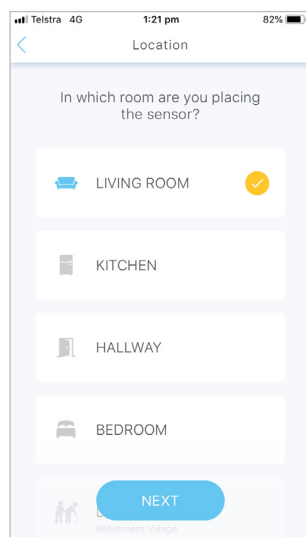 Telstra 4G 1:21 pm 82%
Location
In which room are you placing
the sensor?
LIVING ROOM
KITCHEN
HALLWAY
BEDROOM
NEXT
Retirement Village